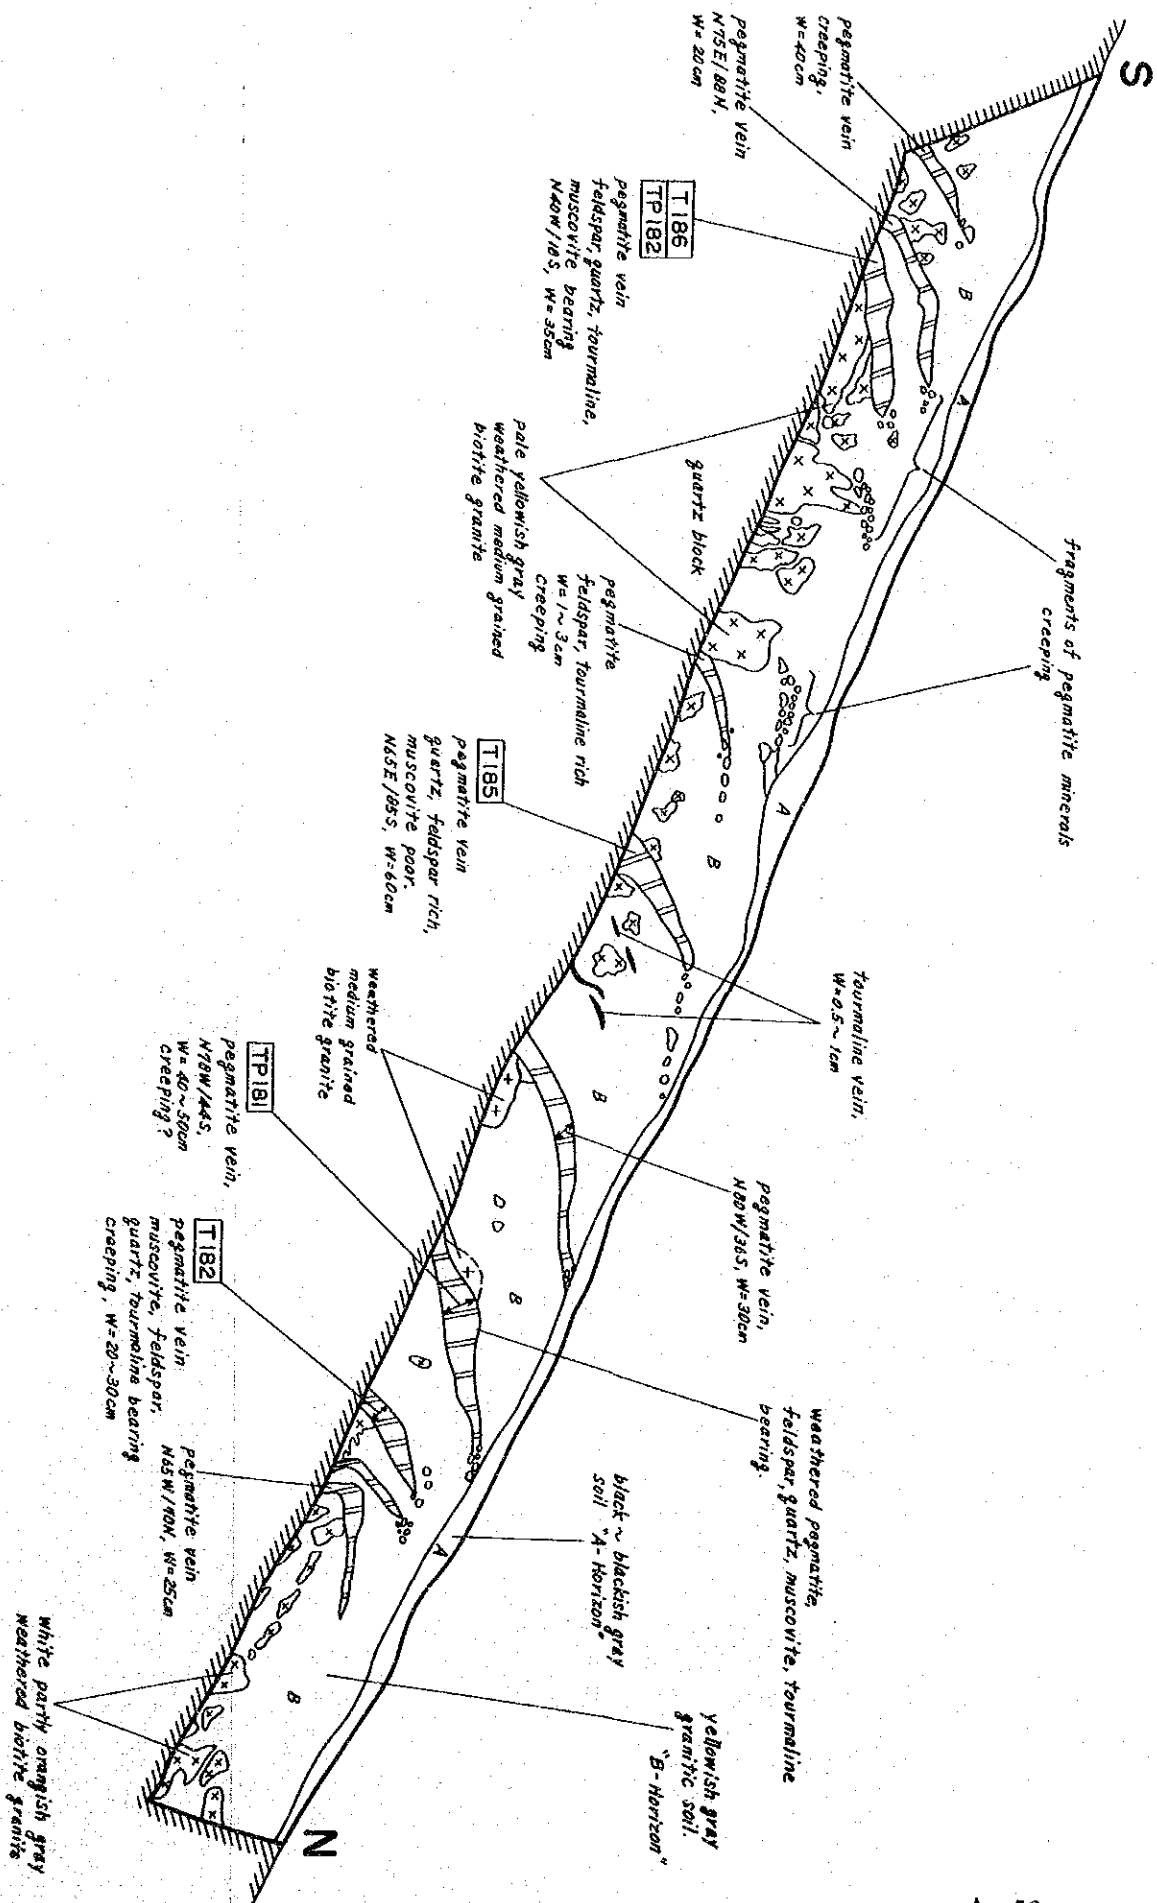 S
N
pegmatite vein
creeping,
W=40cm
pegmatite vein
N75E/88N,
W=20cm
T186
TP182
pegmatite vein
feldspar, quartz, tourmaline,
muscovite bearing
N40W/18S, W=35cm
pale yellowish gray
weathered medium grained
biotite granite
quartz block
pegmatite
feldspar, tourmaline rich
creeping
W=1~3cm
T185
pegmatite vein
quartz, feldspar rich,
muscovite poor.
N65E/85S, W=60cm
weathered
medium grained
biotite granite
TP181
pegmatite vein,
N78W/44S,
W=40~50cm
creeping?
T182
pegmatite vein
muscovite, feldspar,
quartz, tourmaline bearing
creeping, W=20~30cm
pegmatite vein
N65W/90N, W=25cm
white partly orangish gray
weathered biotite granite
fragments of pegmatite minerals
creeping
tourmaline vein,
W=0.5~1cm
pegmatite vein,
N80W/36S, W=30cm
weathered pegmatite,
feldspar, quartz, muscovite, tourmaline
bearing.
black~blackish gray
soil "A-Horizon"
yellowish gray
granitic soil.
"B-Horizon"
B
A
A
B
B
B
A
B